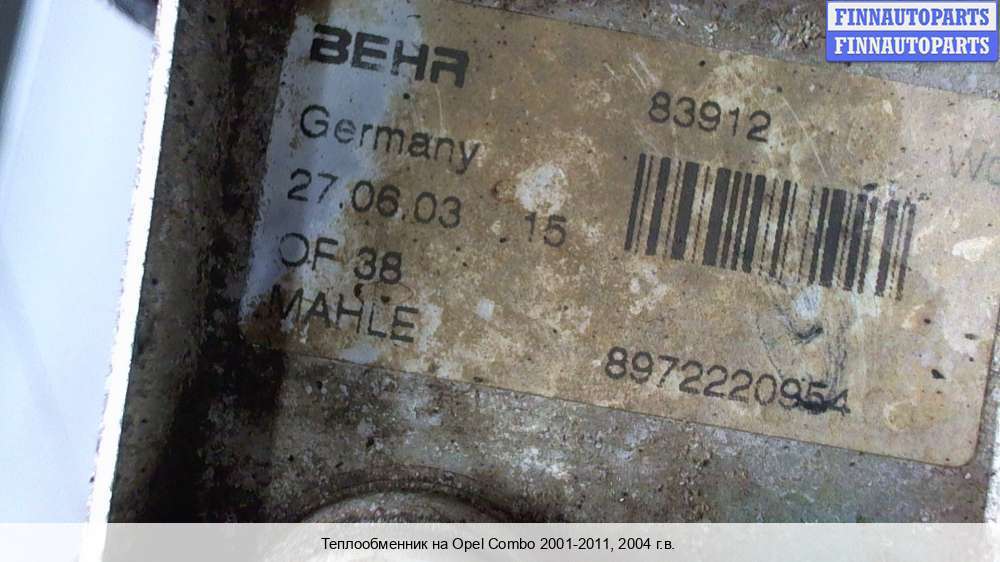 FINNAUTOPARTS
FINNAUTOPARTS
BEHR
83912
Germany
27.06.03 15
OF 38
MAHLE
8972220954
Теплообменник на Opel Combo 2001-2011, 2004 г.в.